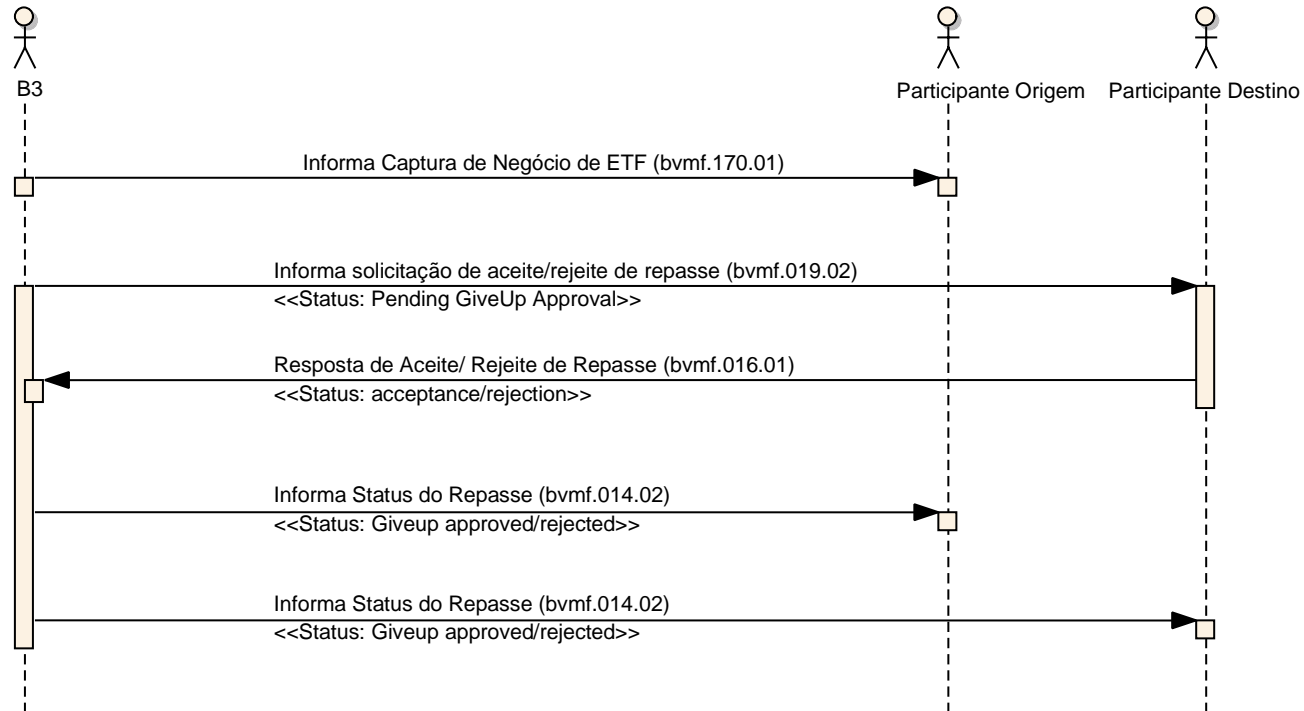 B3
Participante Origem
Participante Destino
Informa Captura de Negócio de ETF (bvmf.170.01)
Informa solicitação de aceite/rejeite de repasse (bvmf.019.02)
<<Status: Pending GiveUp Approval>>
Resposta de Aceite/ Rejeite de Repasse (bvmf.016.01)
<<Status: acceptance/rejection>>
Informa Status do Repasse (bvmf.014.02)
<<Status: Giveup approved/rejected>>
Informa Status do Repasse (bvmf.014.02)
<<Status: Giveup approved/rejected>>